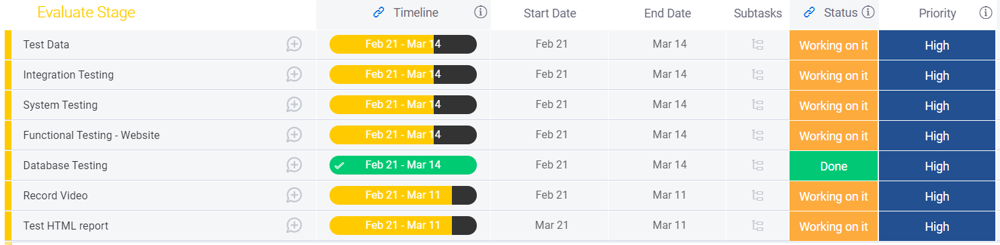 Evaluate Stage Timeline Start Date End Date Subtasks Status Priority
Test Data Feb 21 - Mar 14 Feb 21 Mar 14 Working on it High
Integration Testing Feb 21 - Mar 14 Feb 21 Mar 14 Working on it High
System Testing Feb 21 - Mar 14 Feb 21 Mar 14 Working on it High
Functional Testing - Website Feb 21 - Mar 14 Feb 21 Mar 14 Working on it High
Database Testing Feb 21 - Mar 14 Feb 21 Mar 14 Done High
Record Video Feb 21 - Mar 11 Feb 21 Mar 11 Working on it High
Test HTML report Feb 21 - Mar 11 Mar 21 Mar 11 Working on it High